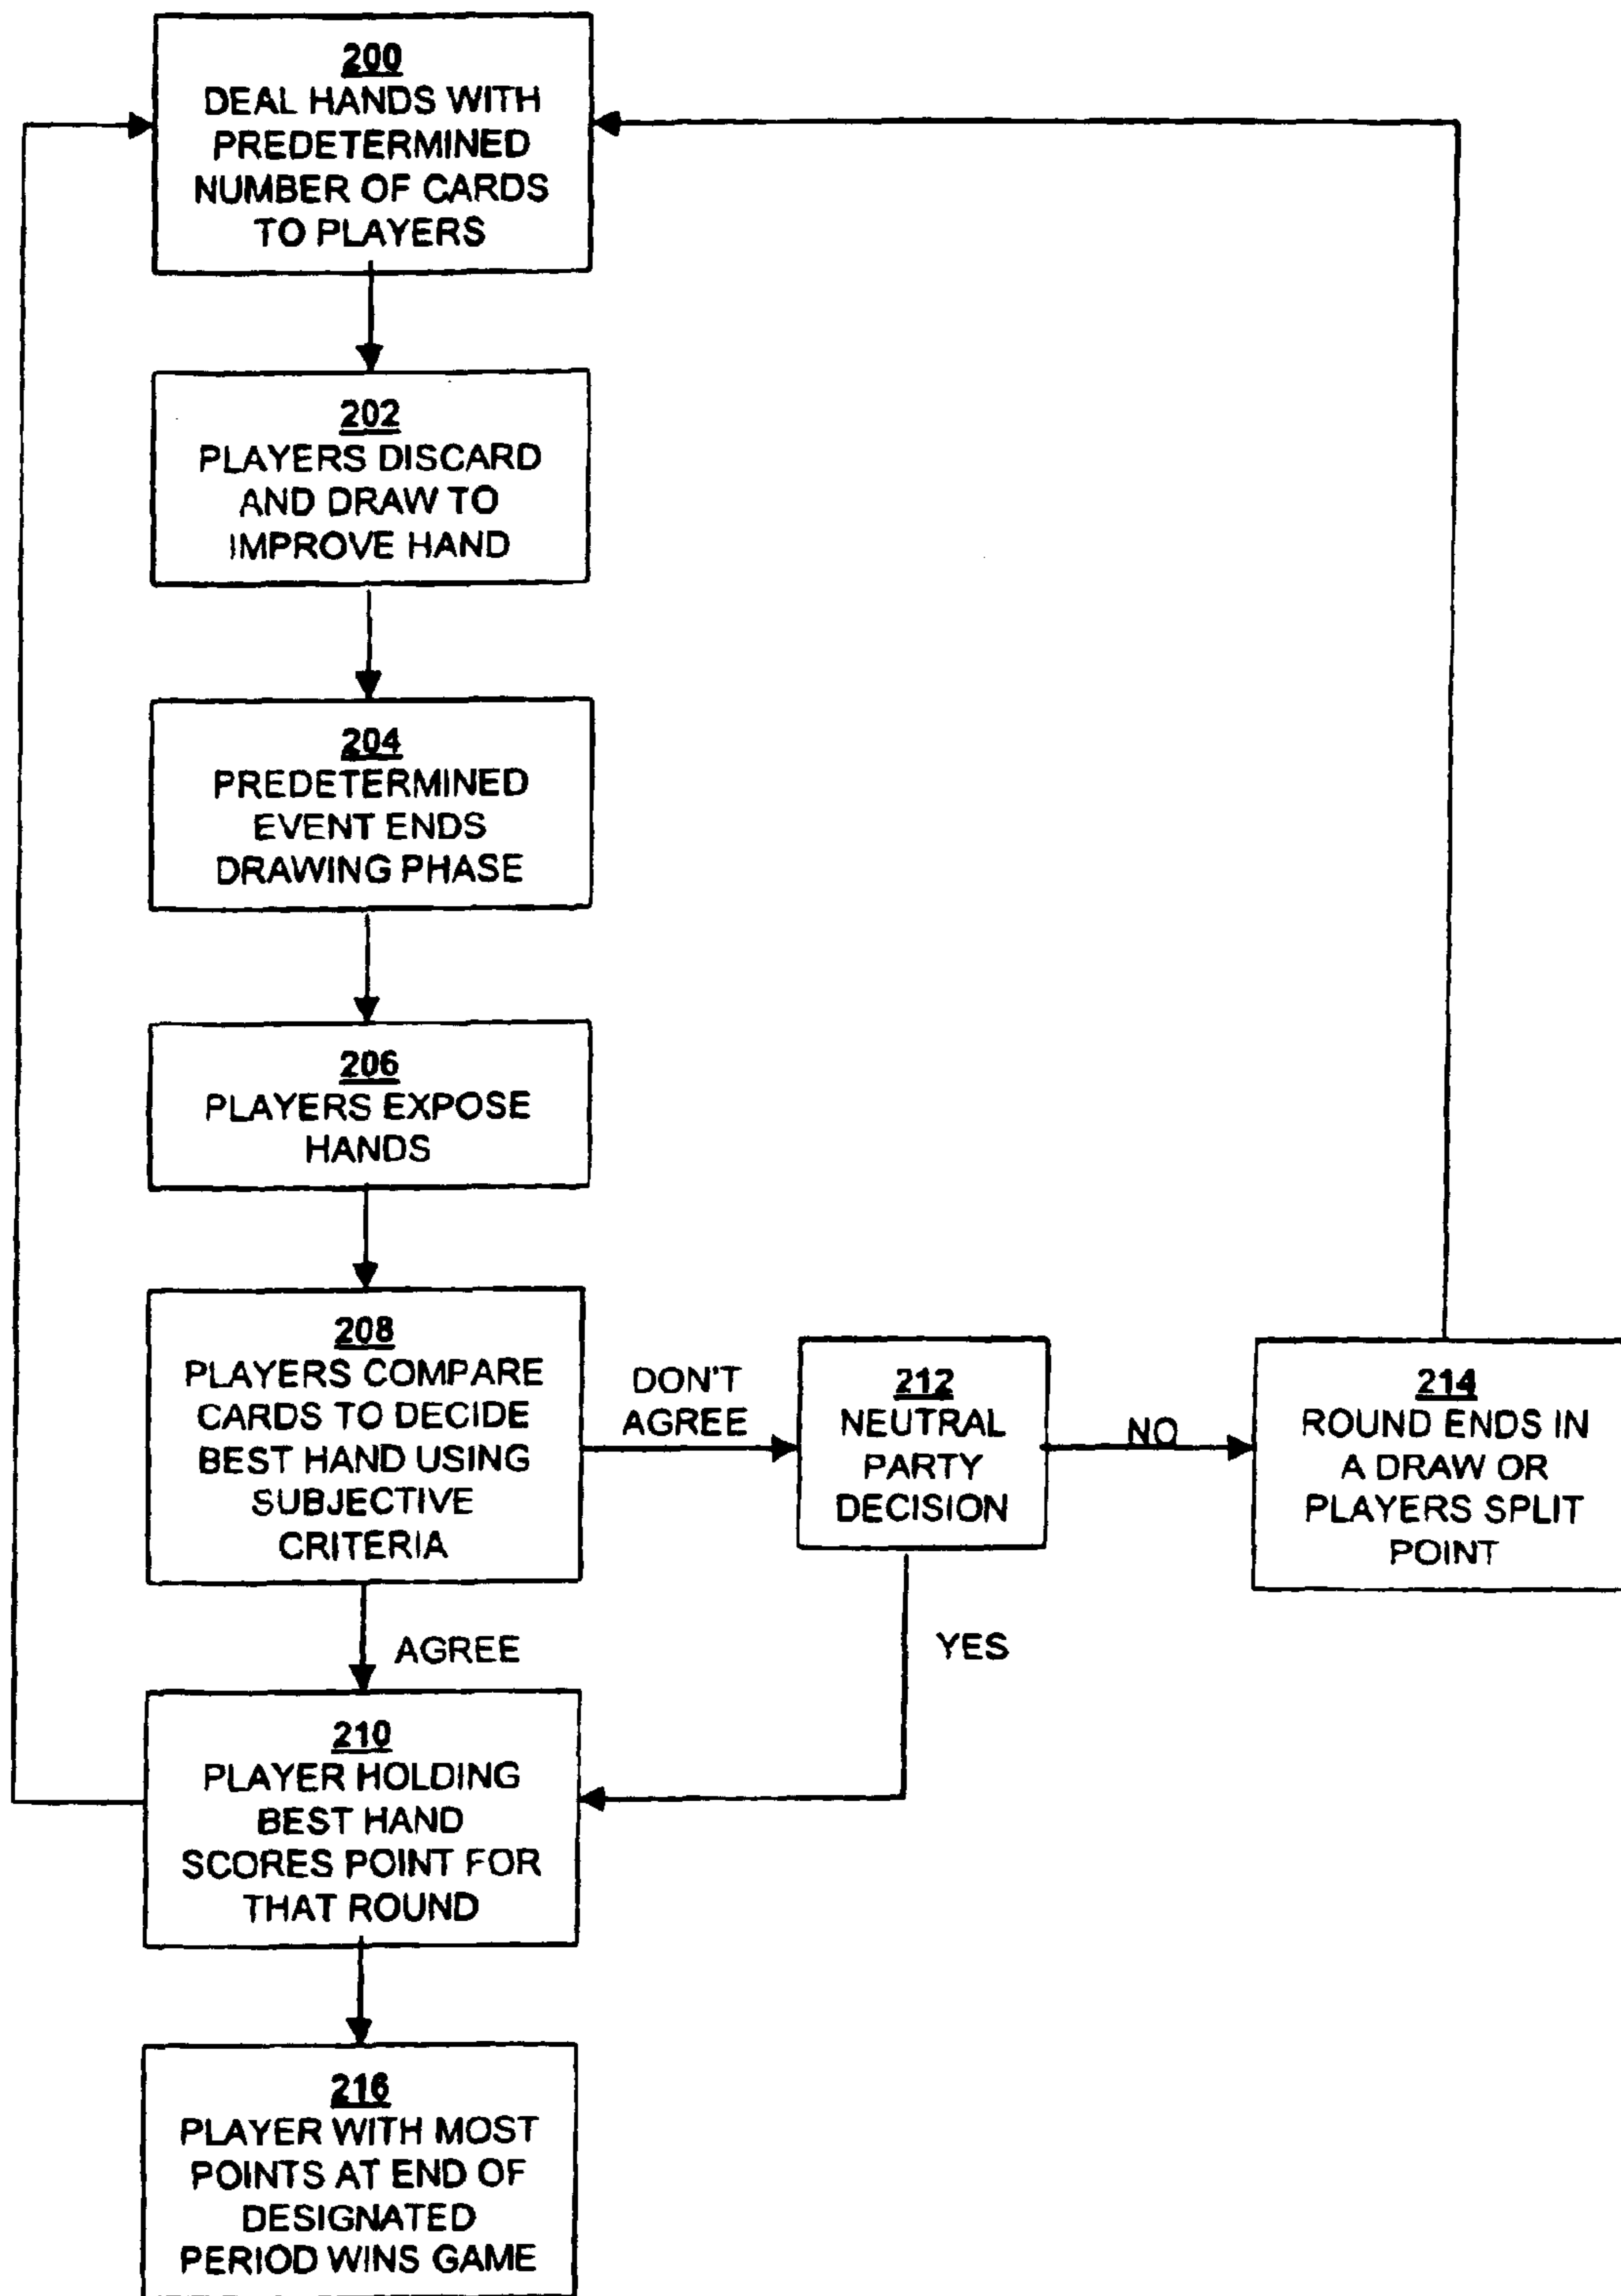 200
DEAL HANDS WITH
PREDETERMINED
NUMBER OF CARDS
TO PLAYERS
202
PLAYERS DISCARD
AND DRAW TO
IMPROVE HAND
204
PREDETERMINED
EVENT ENDS
DRAWING PHASE
206
PLAYERS EXPOSE
HANDS
208
PLAYERS COMPARE
CARDS TO DECIDE
BEST HAND USING
SUBJECTIVE
CRITERIA
DON'T
AGREE
212
NEUTRAL
PARTY
DECISION
NO
214
ROUND ENDS IN
A DRAW OR
PLAYERS SPLIT
POINT
AGREE
YES
210
PLAYER HOLDING
BEST HAND
SCORES POINT FOR
THAT ROUND
216
PLAYER WITH MOST
POINTS AT END OF
DESIGNATED
PERIOD WINS GAME